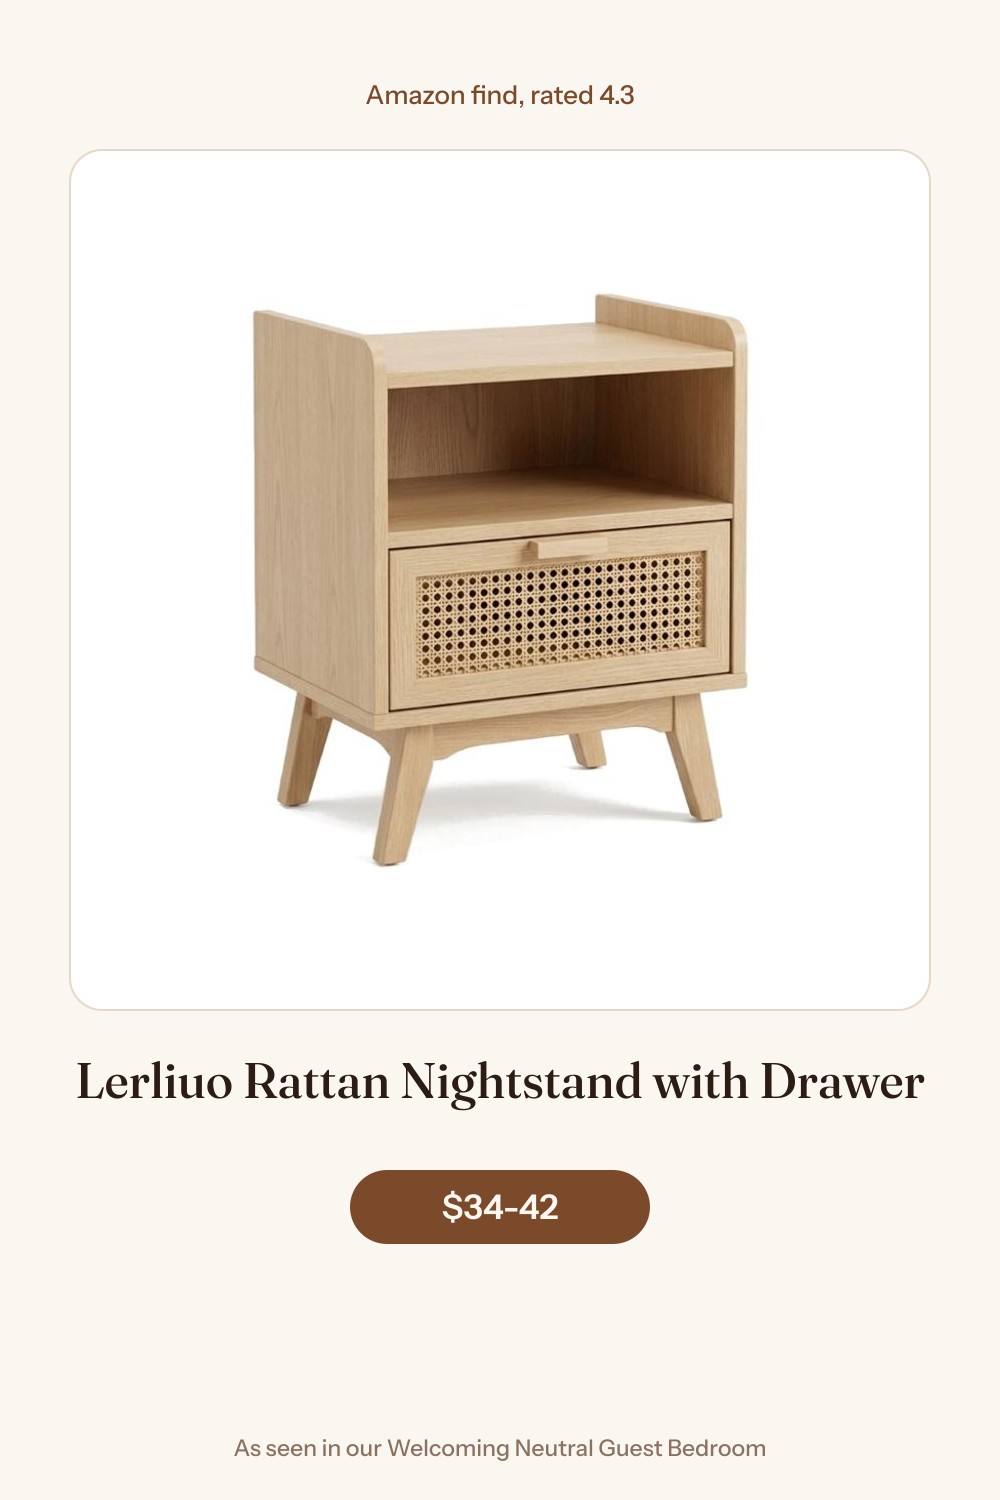 Amazon find, rated 4.3
Lerliuo Rattan Nightstand with Drawer
$34-42
As seen in our Welcoming Neutral Guest Bedroom